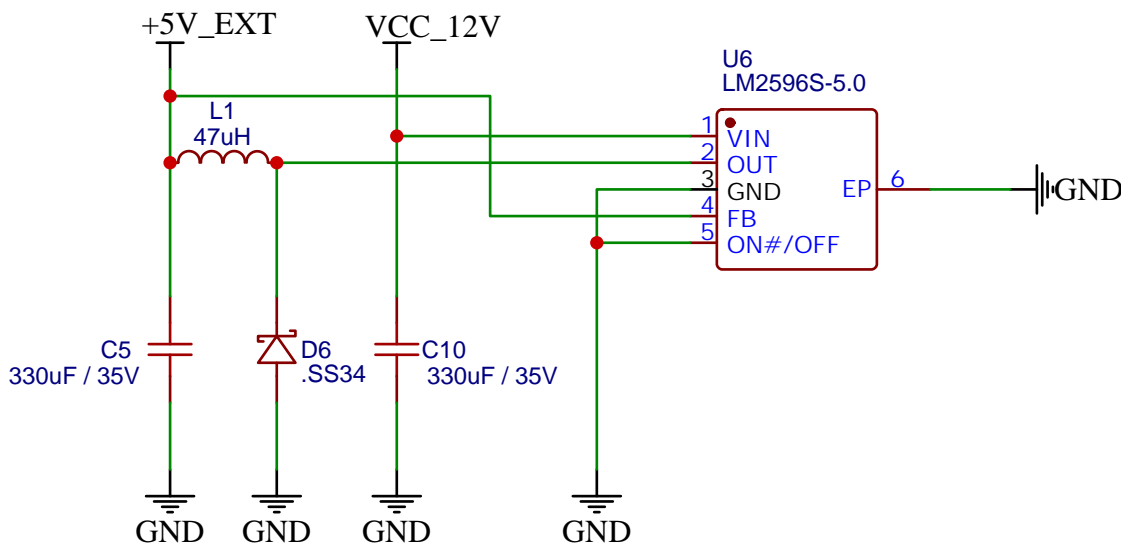 +5V_EXT
VCC_12V
U6
LM2596S-5.0
L1
47uH
1
VIN
2
OUT
3
GND
4
FB
5
ON#/OFF
EP
6
GND
C5
330uF / 35V
D6
.SS34
C10
330uF / 35V
GND
GND
GND
GND